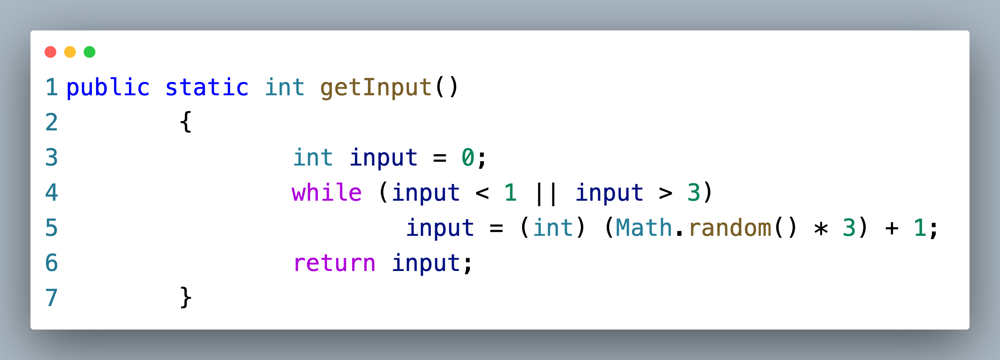 1 public static int getInput()
2         {
3                 int input = 0;
4                 while (input < 1 || input > 3)
5                         input = (int) (Math.random() * 3) + 1;
6                 return input;
7         }